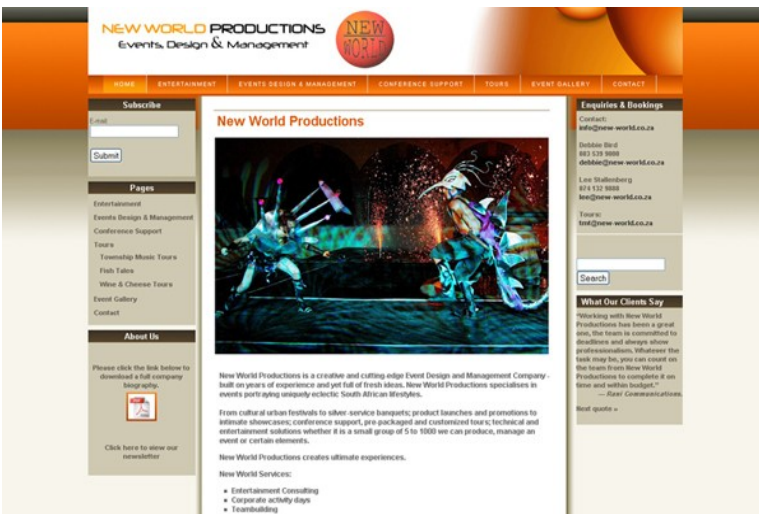 NEW WORLD PRODUCTIONS
Events, Design & Management
NEW
WORLD
HOME
ENTERTAINMENT
EVENTS DESIGN & MANAGEMENT
CONFERENCE SUPPORT
TOURS
EVENT GALLERY
CONTACT
Subscribe
E-mail
Submit
Pages
Entertainment
Events Design & Management
Conference Support
Tours
Township Music Tours
Fish Tales
Wine & Cheese Tours
Event Gallery
Contact
About Us
Please click the link below to
download a full company
biography.
Click here to view our
newsletter
New World Productions
New World Productions is a creative and cutting-edge Event Design and Management Company -
built on years of experience and yet full of fresh ideas. New World Productions specialises in
events portraying uniquely eclectic South African lifestyles.
From cultural urban festivals to silver-service banquets; product launches and promotions to
intimate showcases; conference support, pre-packaged and customized tours; technical and
entertainment solutions whether it is a small group of 5 to 1000 we can produce, manage an
event or certain elements.
New World Productions creates ultimate experiences.
New World Services:
Entertainment Consulting
Corporate activity days
Teambuilding
Enquiries & Bookings
Contact:
info@new-world.co.za
Debbie Bird
debbie@new-world.co.za
Lee Stallenberg
lee@new-world.co.za
Tours:
tmt@new-world.co.za
Search
What Our Clients Say
"Working with New World
Productions has been a great
one, the team is committed to
deadlines and always show
professionalism. Whatever the
task may be, you can count on
the team from New World
Productions to complete it on
time and within budget."
— Rani Communications.
Next quote »